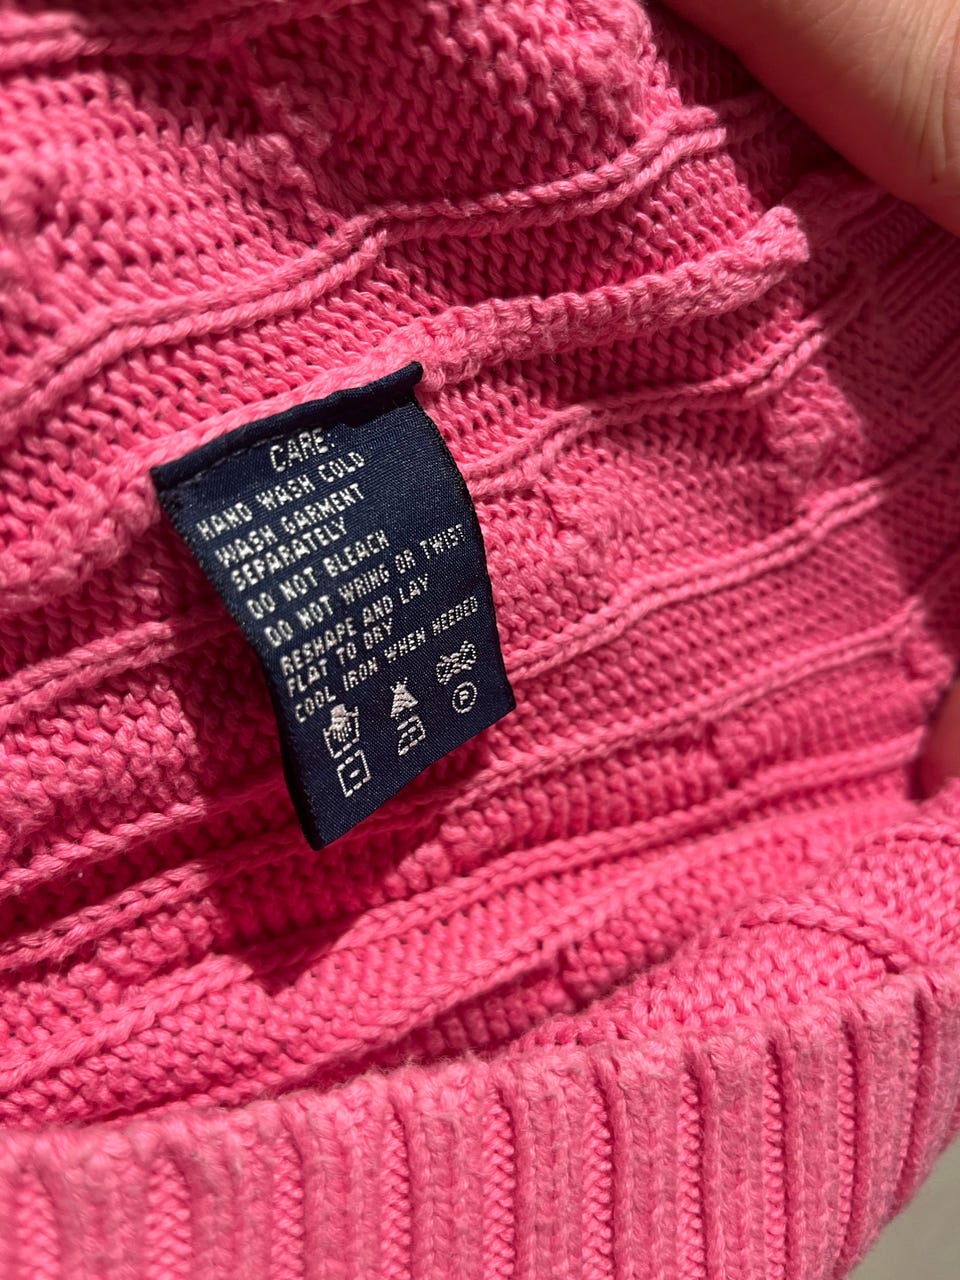 CARE:
HAND WASH COLD
WASH GARMENT
SEPARATELY
DO NOT BLEACH
DO NOT WRING OR TWIST
RESHAPE AND LAY
FLAT TO DRY
COOL IRON WHEN NEEDED
P